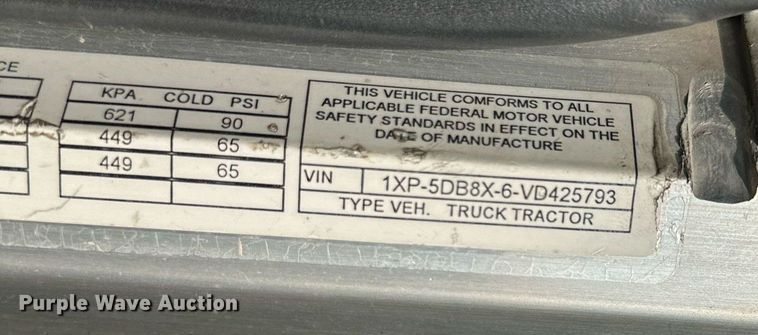 CE
KPA COLD PSI
621 90
449 65
449 65
THIS VEHICLE COMFORMS TO ALL
APPLICABLE FEDERAL MOTOR VEHICLE
SAFETY STANDARDS IN EFFECT ON THE
DATE OF MANUFACTURE
VIN 1XP-5DB8X-6-VD425793
TYPE VEH. TRUCK TRACTOR
Purple Wave Auction